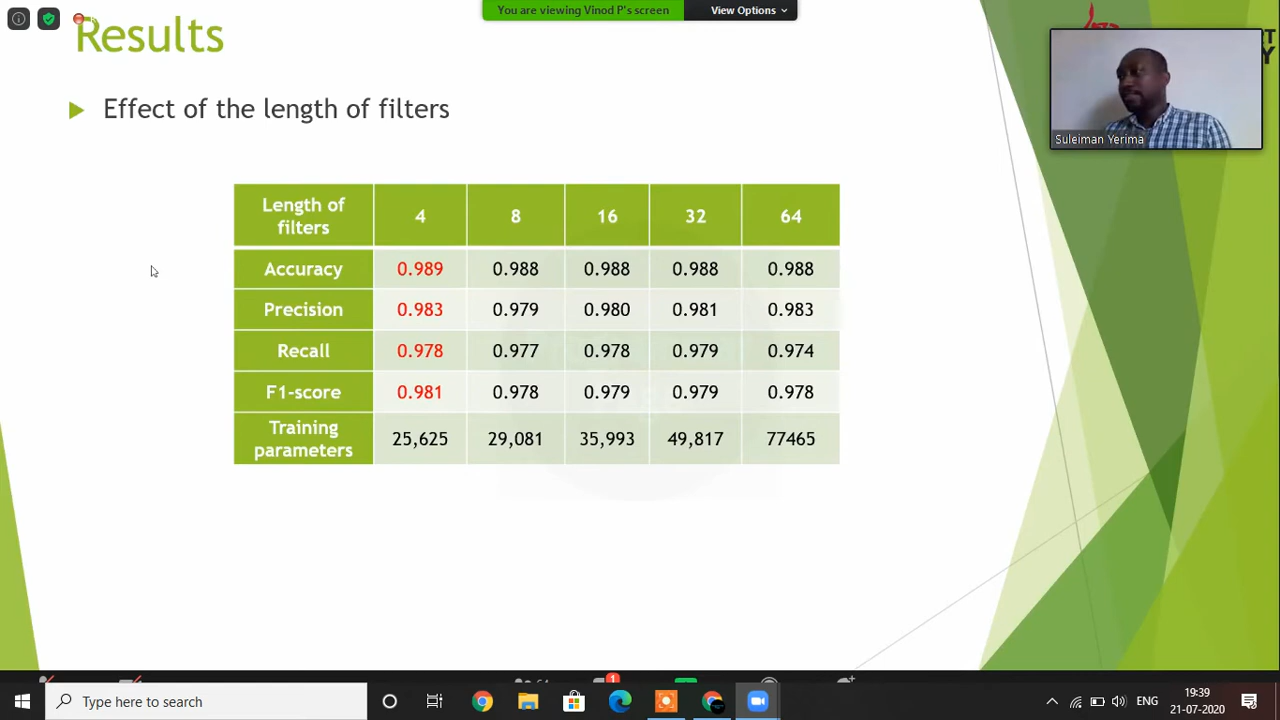 You are viewing Vinod P's screen
View Options
Results
Effect of the length of filters
Suleiman Yerima
Length of filters 4 8 16 32 64
Accuracy 0.989 0.988 0.988 0.988 0.988
Precision 0.983 0.979 0.980 0.981 0.983
Recall 0.978 0.977 0.978 0.979 0.974
F1-score 0.981 0.978 0.979 0.979 0.978
Training parameters 25,625 29,081 35,993 49,817 77465
1
Type here to search
ENG
19:39
21-07-2020